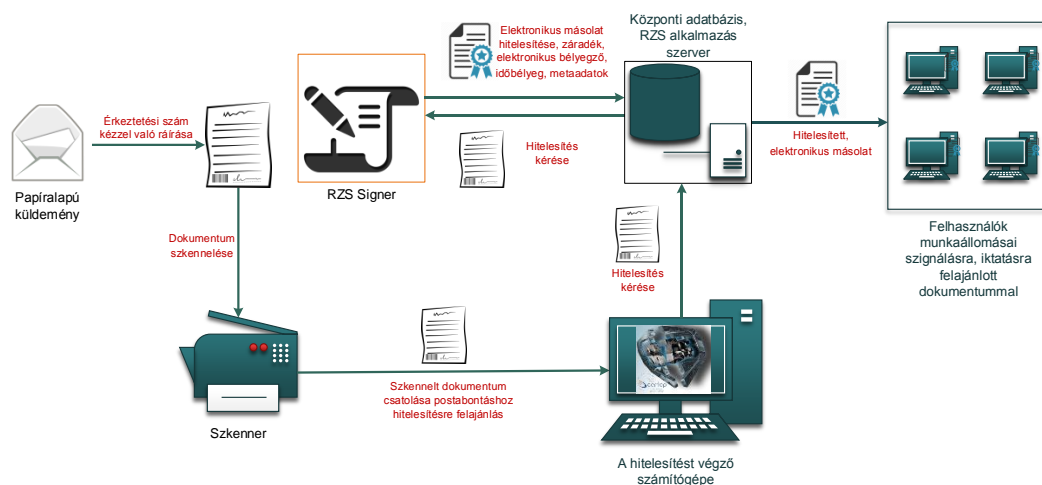 Érkeztetési szám
kézzel való ráírása
Papíralapú
küldemény
Dokumentum
szkennelése
Szkenner
RZS Signer
Elektronikus másolat
hitelesítése, záradék,
elektronikus bélyegző,
időbélyeg, metaadatok
Hitelesítés
kérése
Központi adatbázis,
RZS alkalmazás
szerver
Hitelesített,
elektronikus másolat
Felhasználók
munkaállomásai
szignálásra, iktatásra
felajánlott
dokumentummal
Hitelesítés
kérése
Szkennelt dokumentum
csatolása postabontáshoz
hitelesítésre felajánlás
A hitelesítést végző
számítógépe